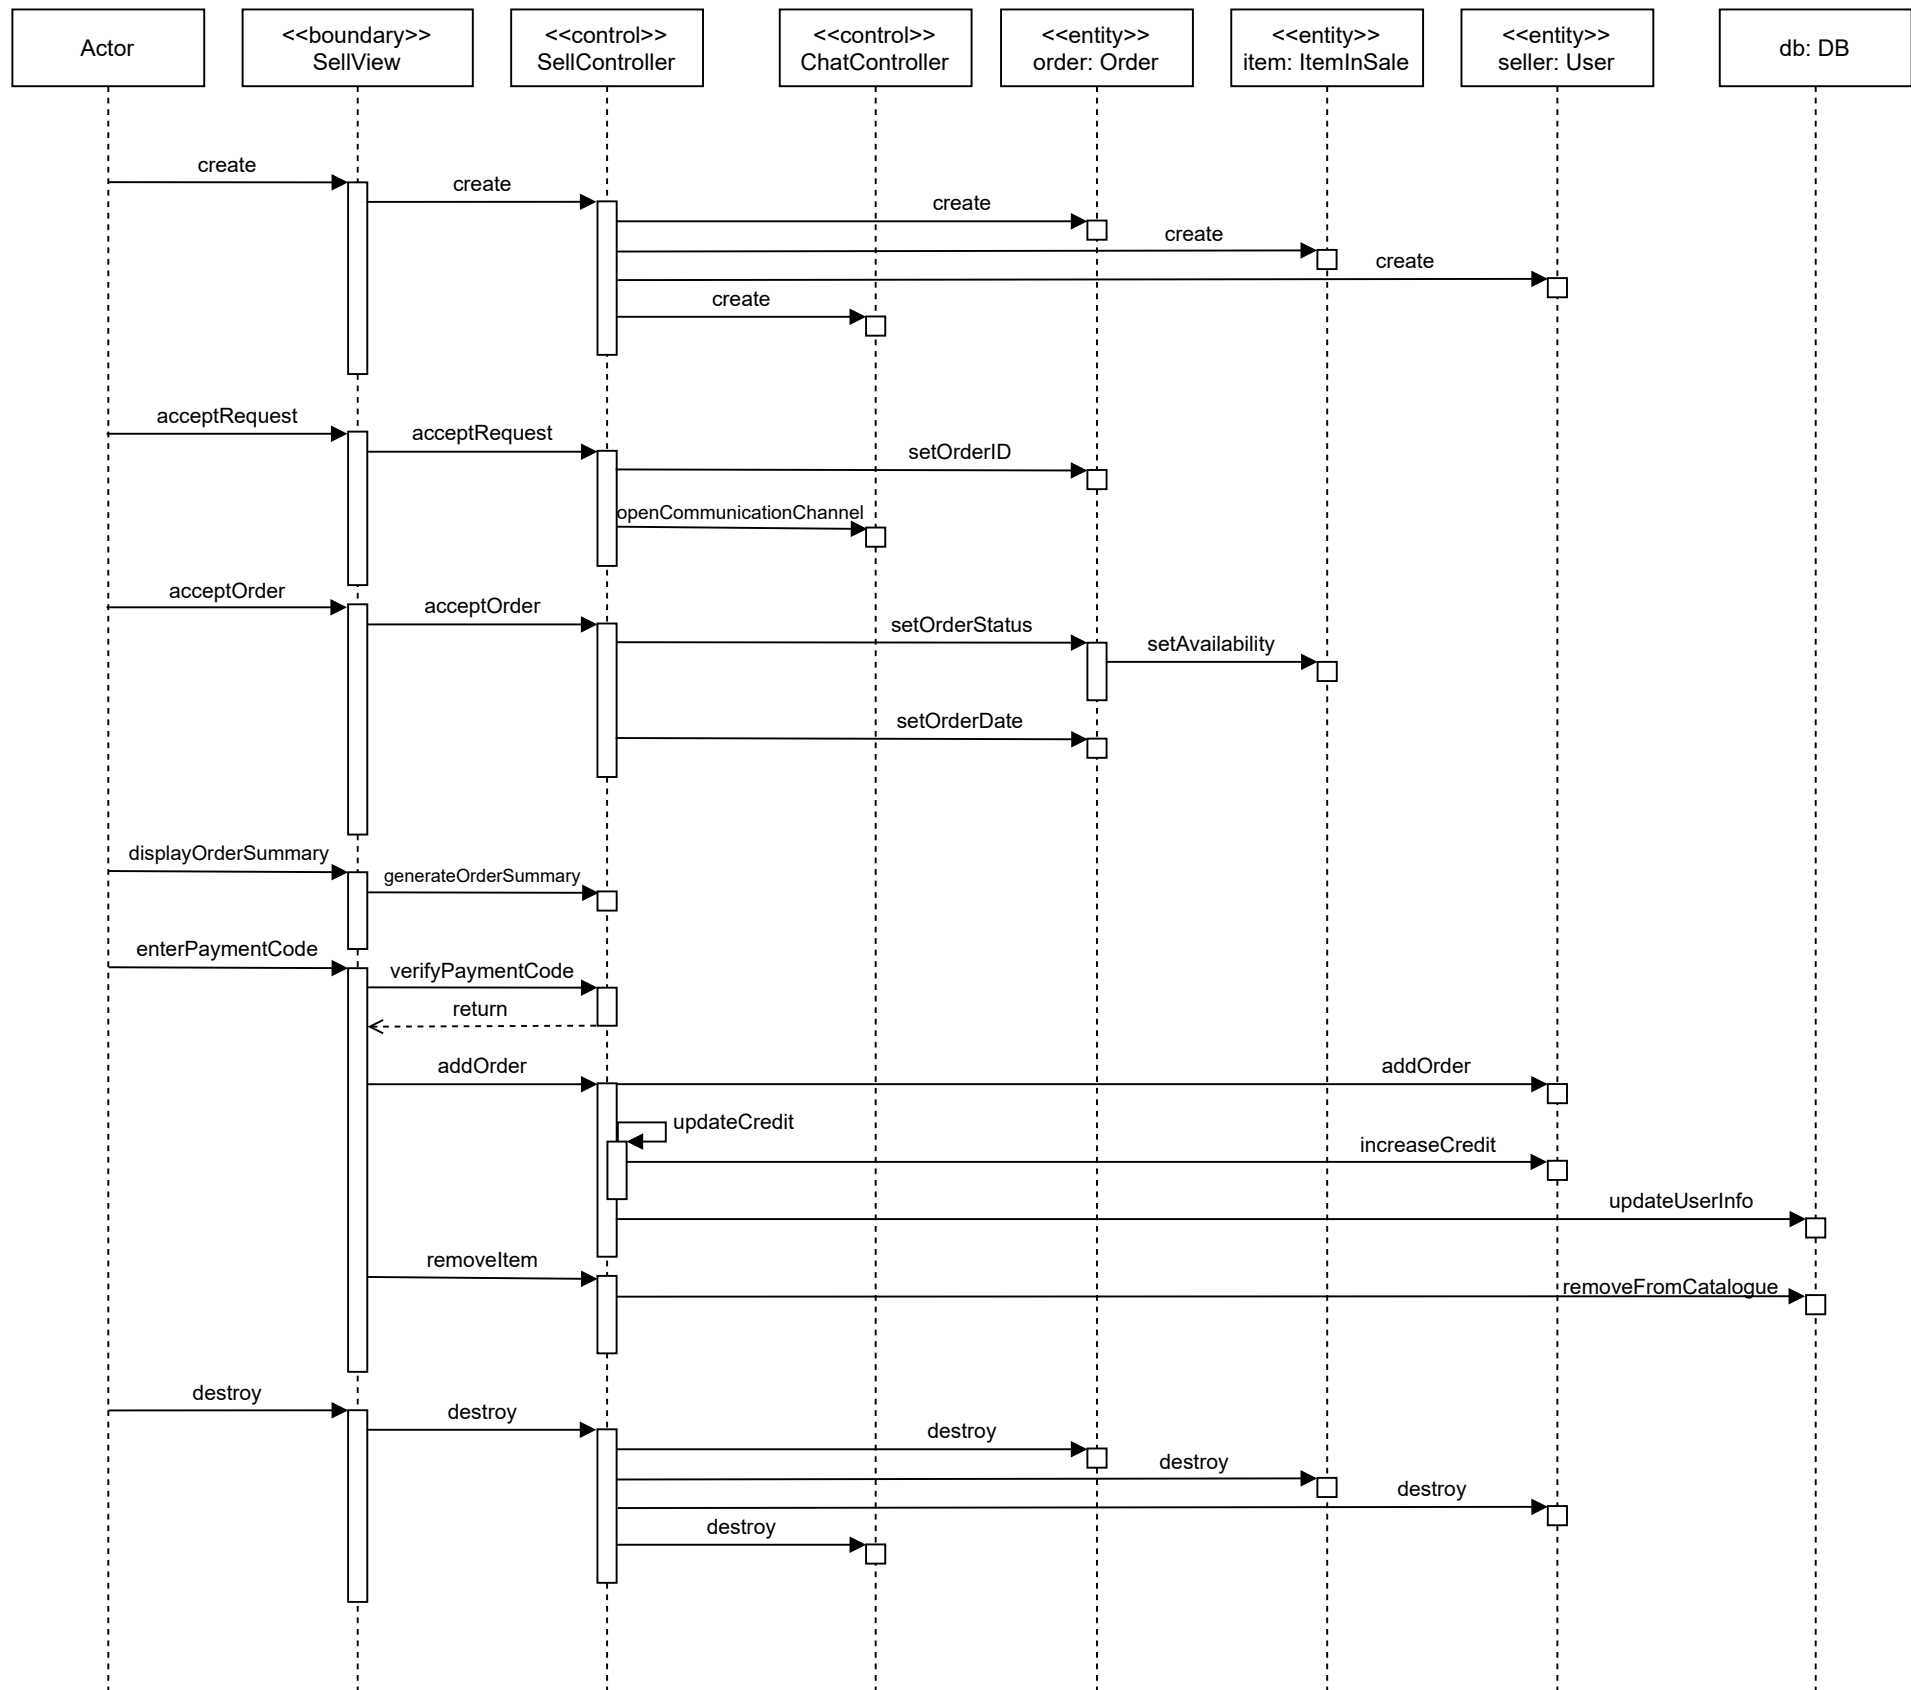 Actor
<<boundary>>
SellView
<<control>>
SellController
<<control>>
ChatController
<<entity>>
order: Order
<<entity>>
item: ItemInSale
<<entity>>
seller: User
db: DB
create
create
create
create
create
create
acceptRequest
acceptRequest
setOrderID
openCommunicationChannel
acceptOrder
acceptOrder
setOrderStatus
setAvailability
setOrderDate
displayOrderSummary
generateOrderSummary
enterPaymentCode
verifyPaymentCode
return
addOrder
addOrder
updateCredit
increaseCredit
updateUserInfo
removeItem
removeFromCatalogue
destroy
destroy
destroy
destroy
destroy
destroy